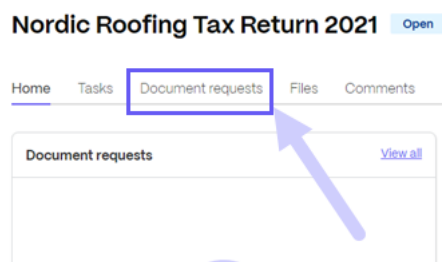 Nordic Roofing Tax Return 2021 Open
Home Tasks Document requests Files Comments
Document requests View all